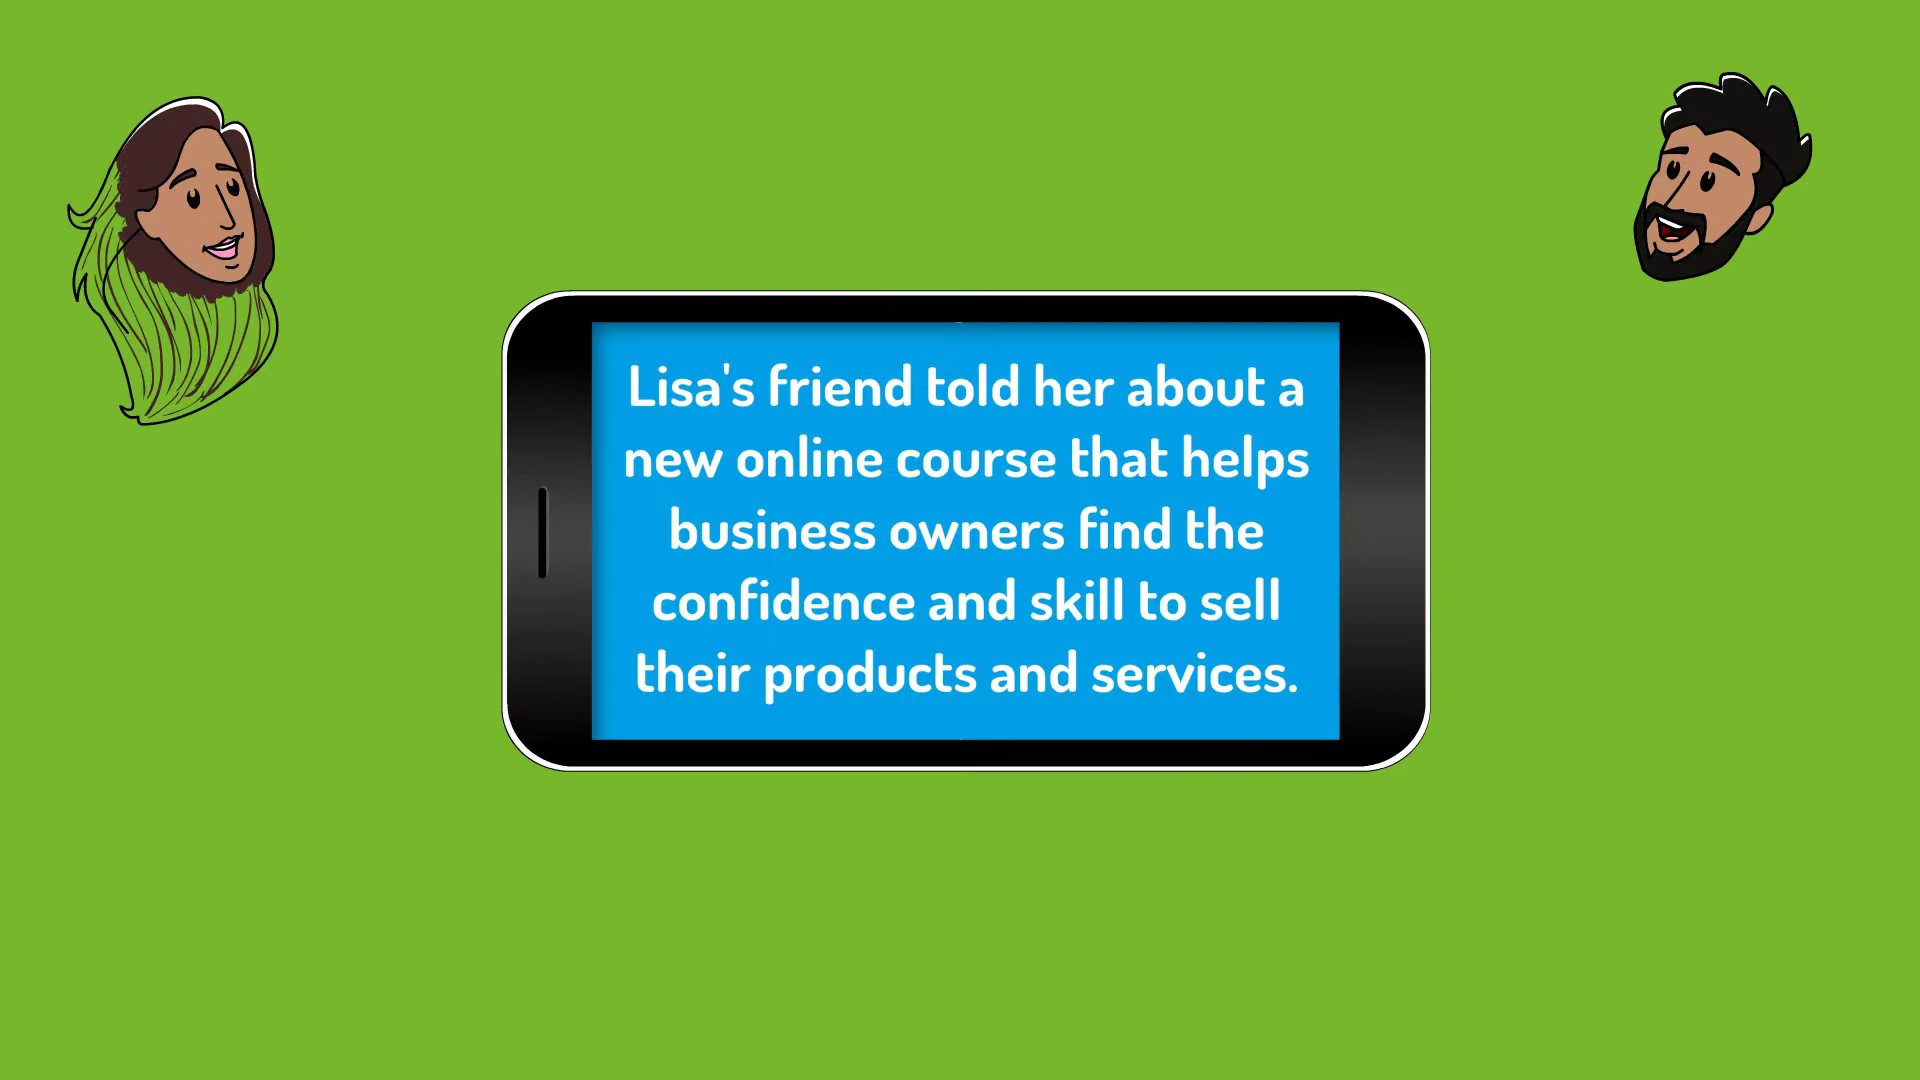 Lisa's friend told her about a
new online course that helps
business owners find the
confidence and skill to sell
their products and services.